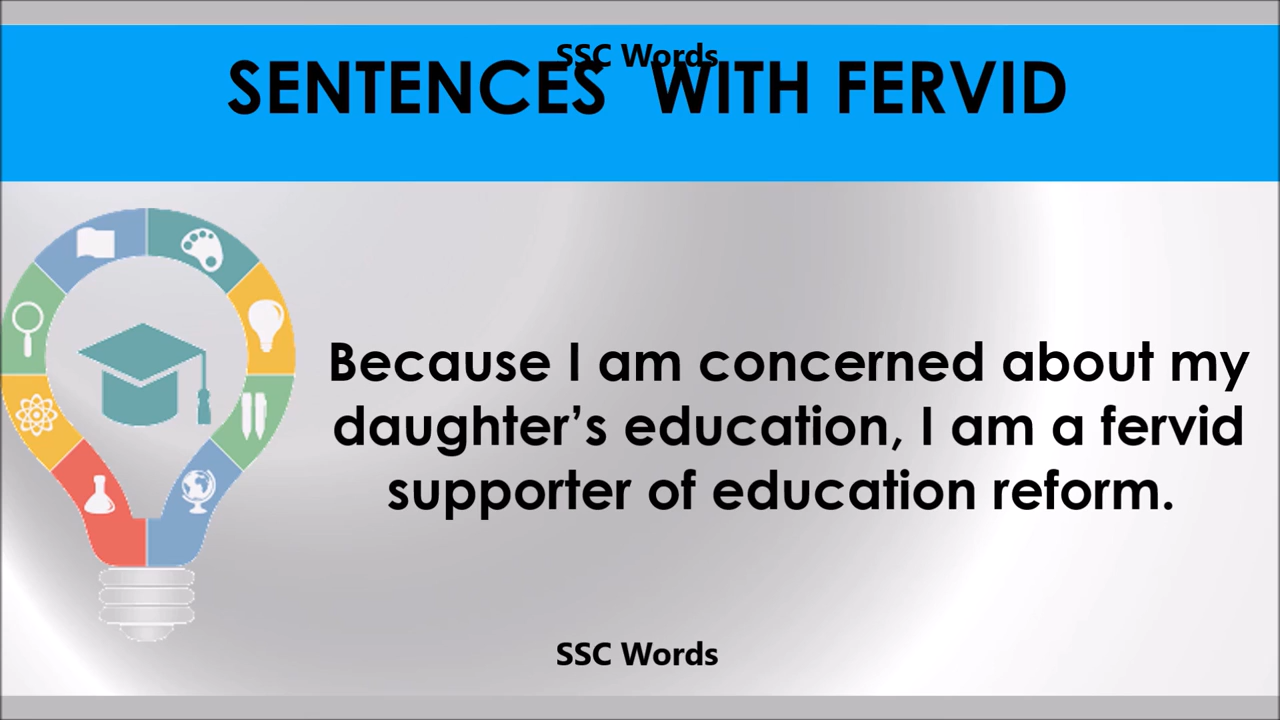 SSC Words
SENTENCES WITH FERVID
Because I am concerned about my
daughter’s education, I am a fervid
supporter of education reform.
SSC Words